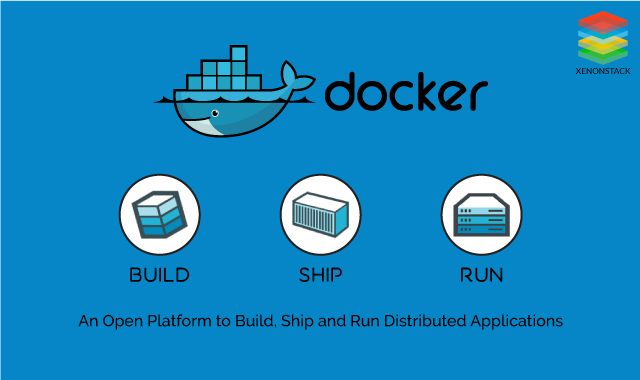 docker
XENONSTACK
BUILD
SHIP
RUN
An Open Platform to Build, Ship and Run Distributed Applications